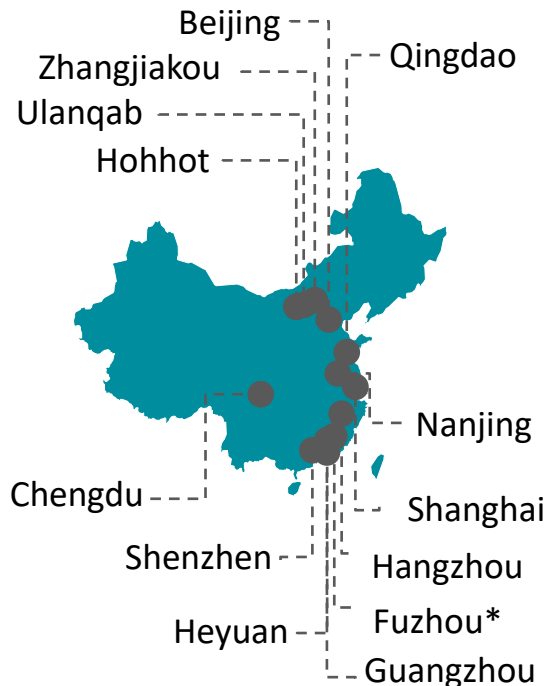 Beijing
Qingdao
Zhangjiakou
Ulanqab
Hohhot
Nanjing
Chengdu
Shanghai
Shenzhen
Hangzhou
Fuzhou*
Heyuan
Guangzhou